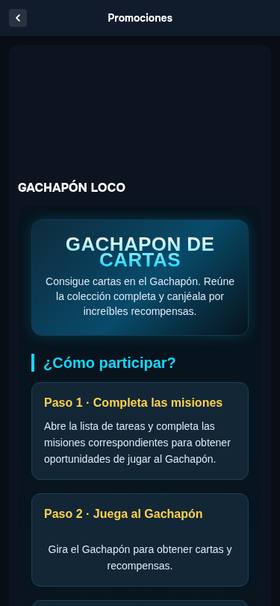 Promociones
GACHAPÓN LOCO
GACHAPON DE
CARTAS
Consigue cartas en el Gachapón. Reúne
la colección completa y canjéala por
increíbles recompensas.
¿Cómo participar?
Paso 1 · Completa las misiones
Abre la lista de tareas y completa las
misiones correspondientes para obtener
oportunidades de jugar al Gachapón.
Paso 2 · Juega al Gachapón
Gira el Gachapón para obtener cartas y
recompensas.